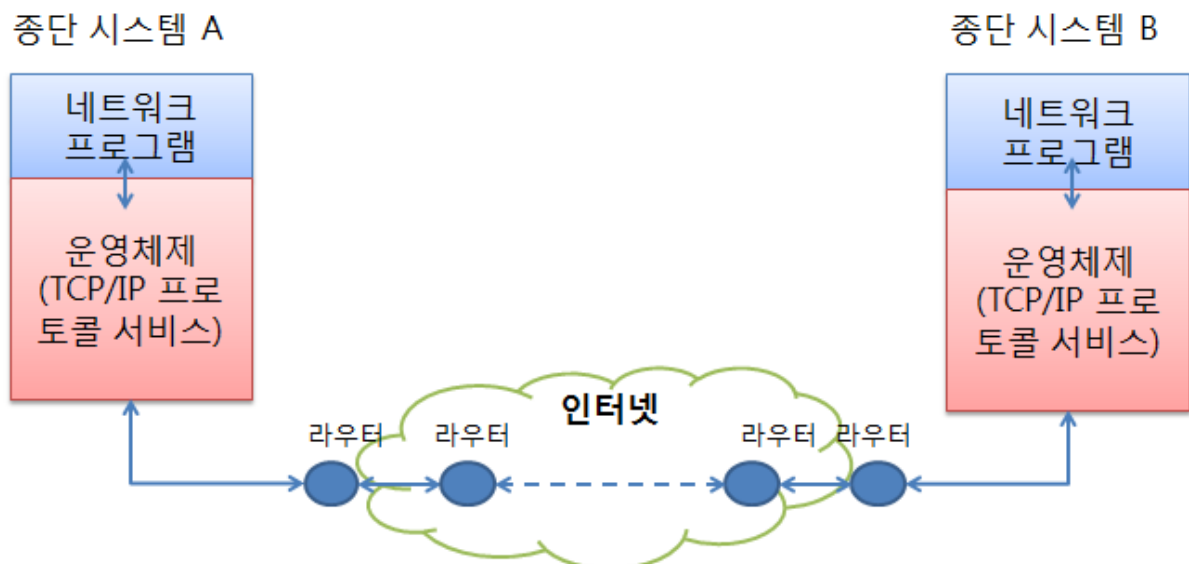 종단 시스템 A
종단 시스템 B
네트워크
프로그램
네트워크
프로그램
운영체제
(TCP/IP 프로
토콜 서비스)
운영체제
(TCP/IP 프로
토콜 서비스)
인터넷
라우터
라우터
라우터
라우터